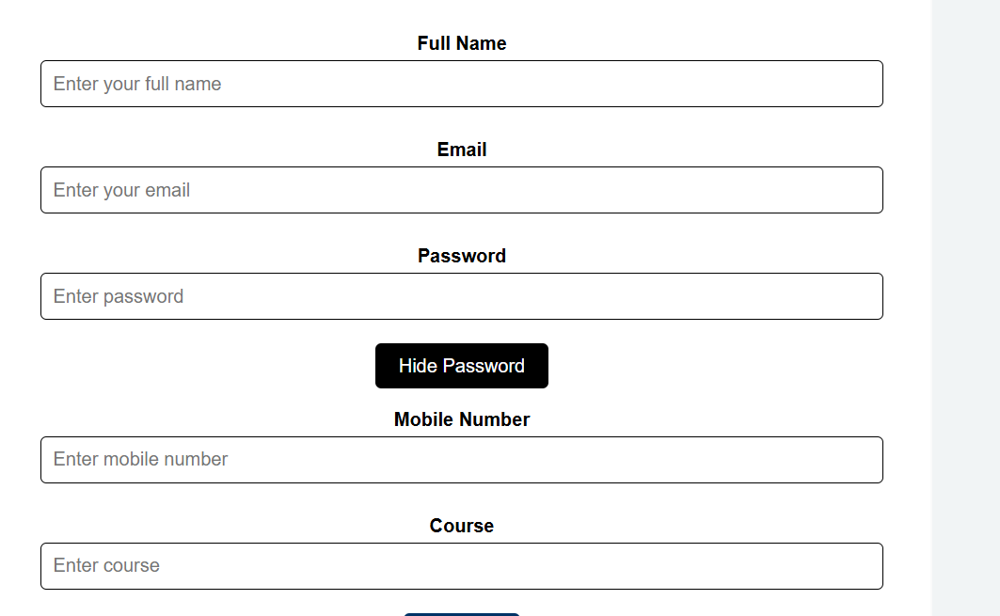 Full Name
Enter your full name
Email
Enter your email
Password
Enter password
Hide Password
Mobile Number
Enter mobile number
Course
Enter course